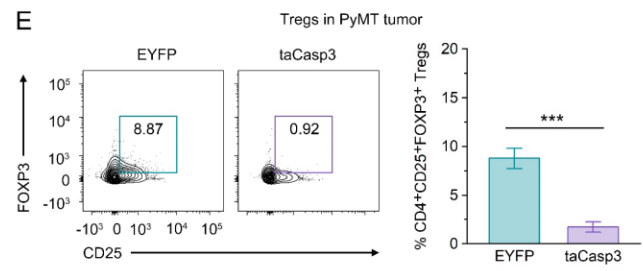 E
Tregs in PyMT tumor
EYFP
taCasp3
FOXP3
10⁵
10⁴
10³
0
-10³
8.87
0.92
-10³ 0 10³ 10⁴ 10⁵
CD25
% CD4⁺CD25⁺FOXP3⁺ Tregs
20
15
10
5
0
***
EYFP
taCasp3